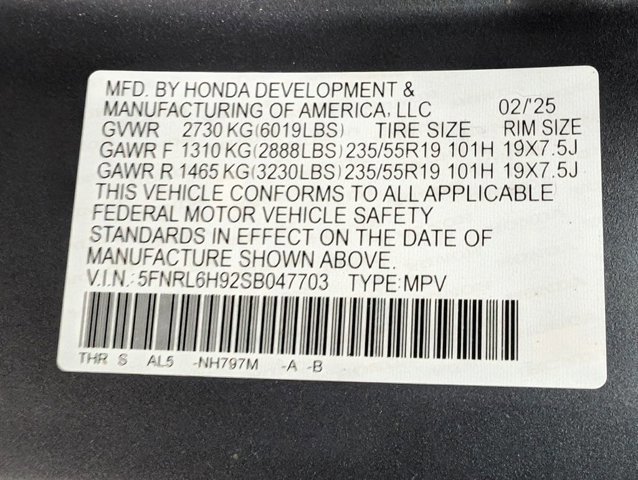 MFD. BY HONDA DEVELOPMENT &
MANUFACTURING OF AMERICA, LLC 02/'25
GVWR 2730 KG(6019LBS) TIRE SIZE RIM SIZE
GAWR F 1310 KG(2888LBS) 235/55R19 101H 19X7.5J
GAWR R 1465 KG(3230LBS) 235/55R19 101H 19X7.5J
THIS VEHICLE CONFORMS TO ALL APPLICABLE
FEDERAL MOTOR VEHICLE SAFETY
STANDARDS IN EFFECT ON THE DATE OF
MANUFACTURE SHOWN ABOVE.
V.I.N.: 5FNRL6H92SB047703 TYPE: MPV
THR S AL5 -NH797M -A -B